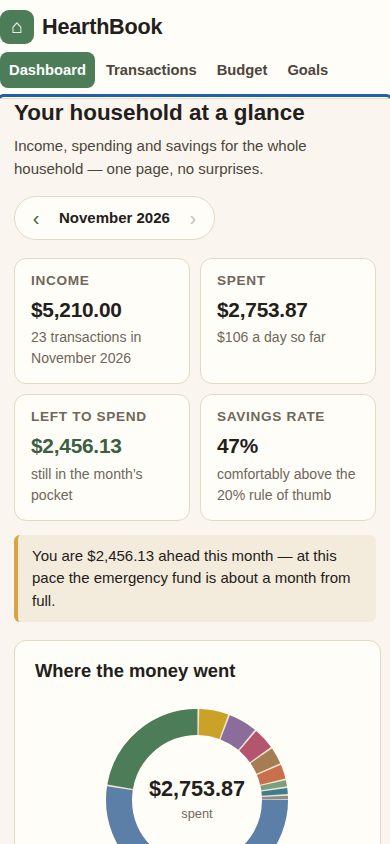 HearthBook
Dashboard Transactions Budget Goals
Your household at a glance
Income, spending and savings for the whole
household — one page, no surprises.
‹ November 2026 ›
INCOME
$5,210.00
23 transactions in
November 2026
SPENT
$2,753.87
$106 a day so far
LEFT TO SPEND
$2,456.13
still in the month’s
pocket
SAVINGS RATE
47%
comfortably above the
20% rule of thumb
You are $2,456.13 ahead this month — at this
pace the emergency fund is about a month from
full.
Where the money went
$2,753.87
spent